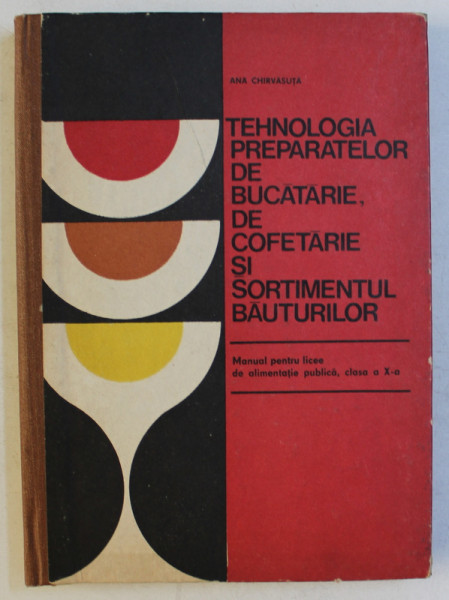 ANA CHIRVASUȚA
TEHNOLOGIA
PREPARATELOR
DE
BUCĂTĂRIE,
DE
COFETĂRIE
ȘI
SORTIMENTUL
BĂUTURILOR
Manual pentru licee
de alimentație publică, clasa a X-a